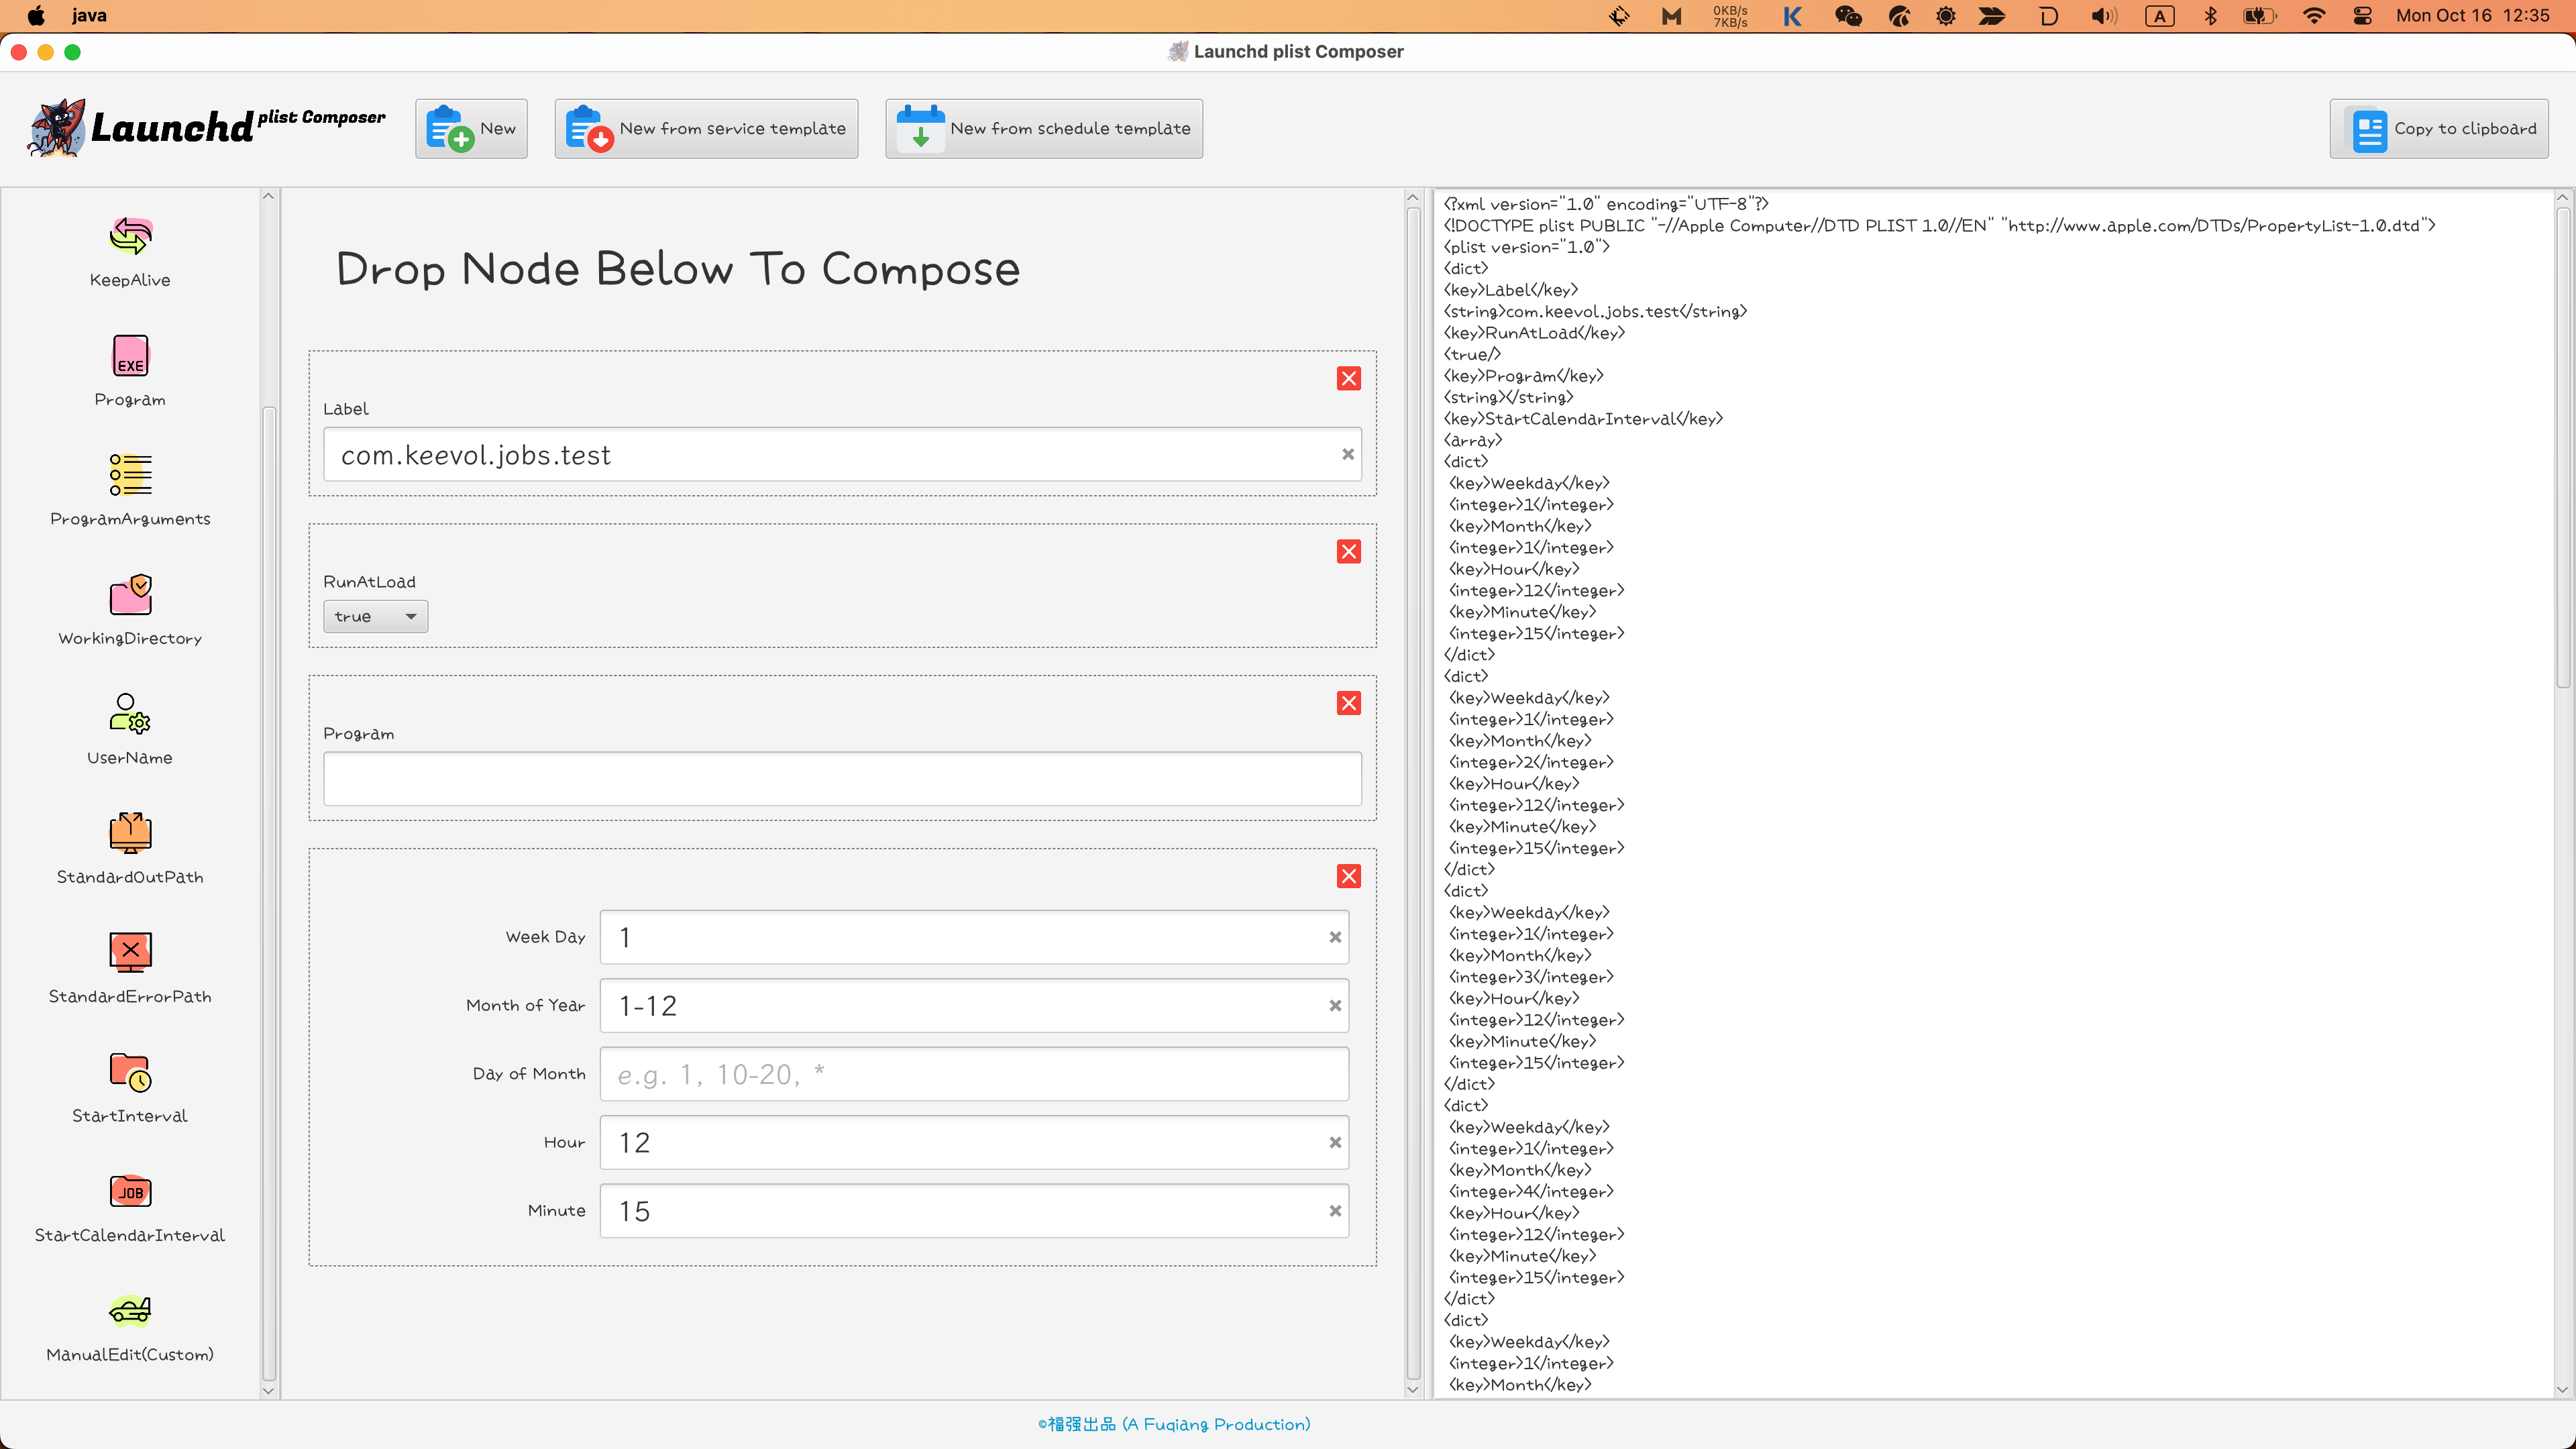 java
0KB/s
7KB/s
A
Mon Oct 16 12:35
Launchd plist Composer
Launchd plist Composer
New
New from service template
New from schedule template
Copy to clipboard
KeepAlive
EXE
Program
ProgramArguments
WorkingDirectory
UserName
StandardOutPath
StandardErrorPath
StartInterval
JOB
StartCalendarInterval
ManualEdit(Custom)
Drop Node Below To Compose
Label
com.keevol.jobs.test
RunAtLoad
true
Program
Week Day
1
Month of Year
1-12
Day of Month
e.g. 1, 10-20, *
Hour
12
Minute
15
<?xml version="1.0" encoding="UTF-8"?>
<!DOCTYPE plist PUBLIC "-//Apple Computer//DTD PLIST 1.0//EN" "http://www.apple.com/DTDs/PropertyList-1.0.dtd">
<plist version="1.0">
<dict>
<key>Label</key>
<string>com.keevol.jobs.test</string>
<key>RunAtLoad</key>
<true/>
<key>Program</key>
<string></string>
<key>StartCalendarInterval</key>
<array>
<dict>
<key>Weekday</key>
<integer>1</integer>
<key>Month</key>
<integer>1</integer>
<key>Hour</key>
<integer>12</integer>
<key>Minute</key>
<integer>15</integer>
</dict>
<dict>
<key>Weekday</key>
<integer>1</integer>
<key>Month</key>
<integer>2</integer>
<key>Hour</key>
<integer>12</integer>
<key>Minute</key>
<integer>15</integer>
</dict>
<dict>
<key>Weekday</key>
<integer>1</integer>
<key>Month</key>
<integer>3</integer>
<key>Hour</key>
<integer>12</integer>
<key>Minute</key>
<integer>15</integer>
</dict>
<dict>
<key>Weekday</key>
<integer>1</integer>
<key>Month</key>
<integer>4</integer>
<key>Hour</key>
<integer>12</integer>
<key>Minute</key>
<integer>15</integer>
</dict>
<dict>
<key>Weekday</key>
<integer>1</integer>
<key>Month</key>
©福强出品 (A Fuqiang Production)